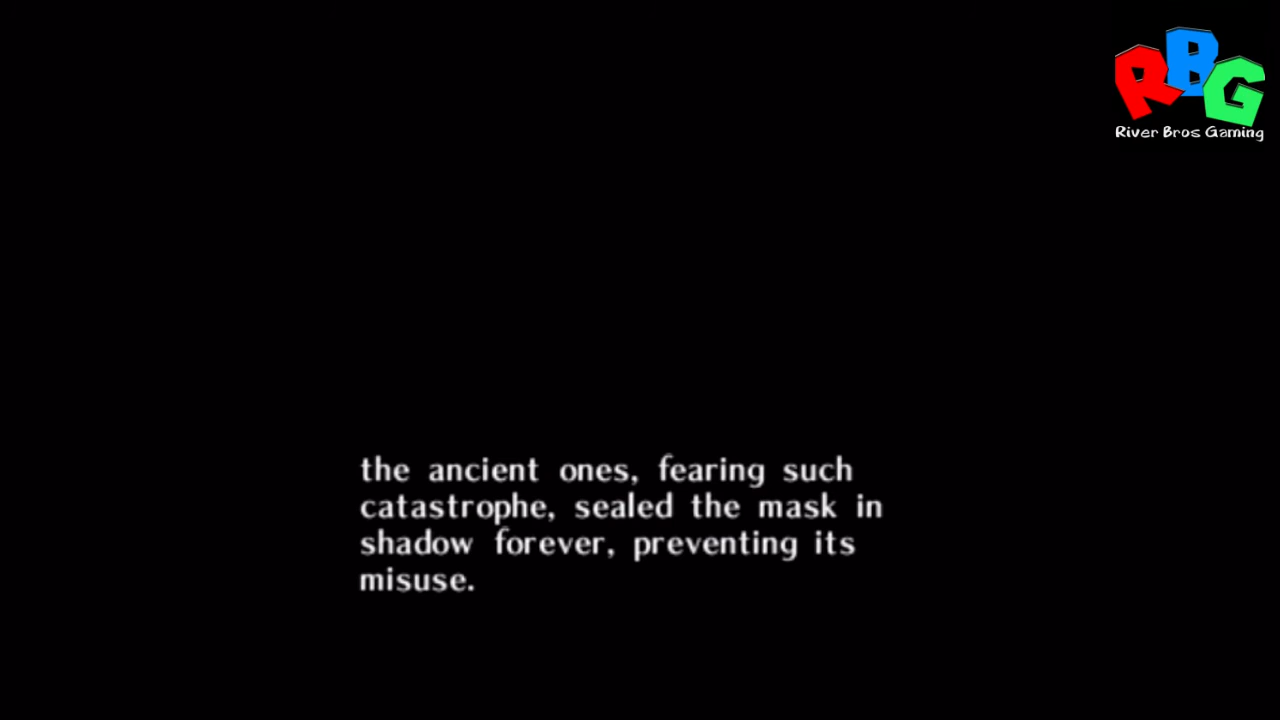 RBG
River Bros Gaming
the ancient ones, fearing such
catastrophe, sealed the mask in
shadow forever, preventing its
misuse.